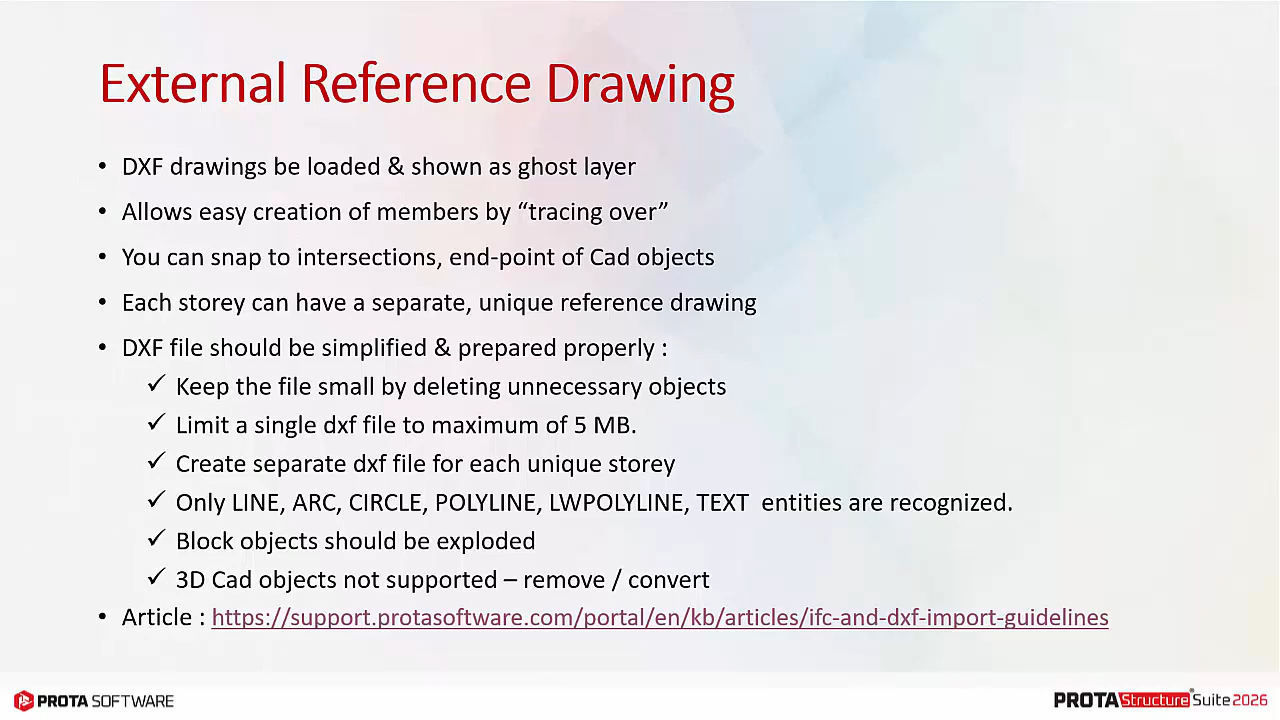 External Reference Drawing
• DXF drawings be loaded & shown as ghost layer
• Allows easy creation of members by “tracing over”
• You can snap to intersections, end-point of Cad objects
• Each storey can have a separate, unique reference drawing
• DXF file should be simplified & prepared properly :
✓ Keep the file small by deleting unnecessary objects
✓ Limit a single dxf file to maximum of 5 MB.
✓ Create separate dxf file for each unique storey
✓ Only LINE, ARC, CIRCLE, POLYLINE, LWPOLYLINE, TEXT  entities are recognized.
✓ Block objects should be exploded
✓ 3D Cad objects not supported – remove / convert
• Article : https://support.protasoftware.com/portal/en/kb/articles/ifc-and-dxf-import-guidelines
PROTA SOFTWARE
PROTAStructure® Suite 2026